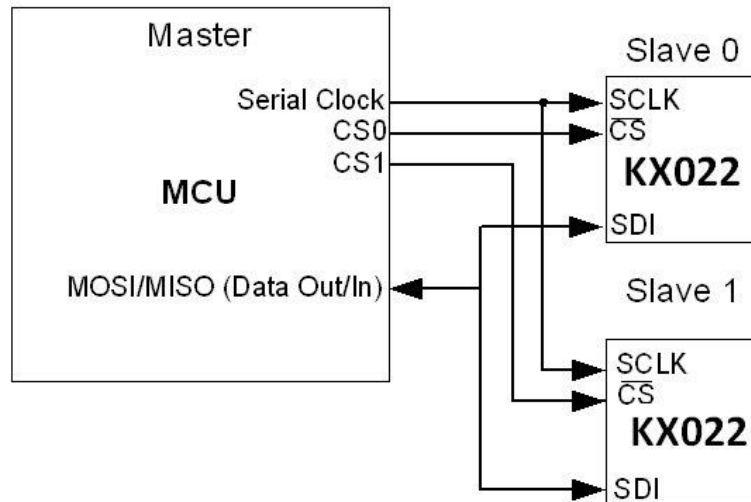 Master
Serial Clock
CS0
CS1
MCU
MOSI/MISO (Data Out/In)
Slave 0
SCLK
CS
KX022
SDI
Slave 1
SCLK
CS
KX022
SDI